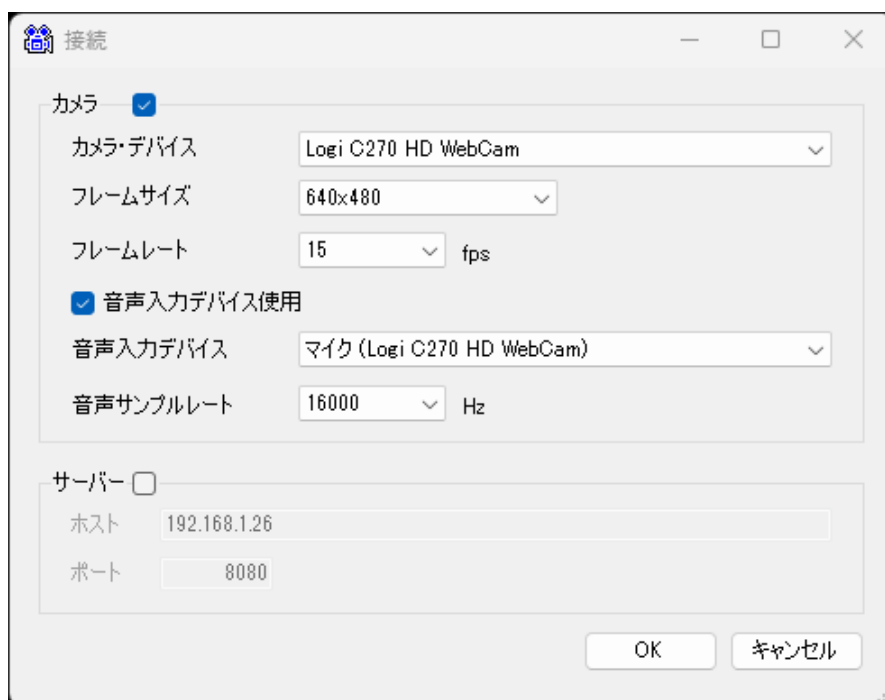 接続
カメラ
カメラ・デバイス Logi C270 HD WebCam
フレームサイズ 640x480
フレームレート 15 fps
音声入力デバイス使用
音声入力デバイス マイク (Logi C270 HD WebCam)
音声サンプルレート 16000 Hz
サーバー
ホスト 192.168.1.26
ポート 8080
OK キャンセル